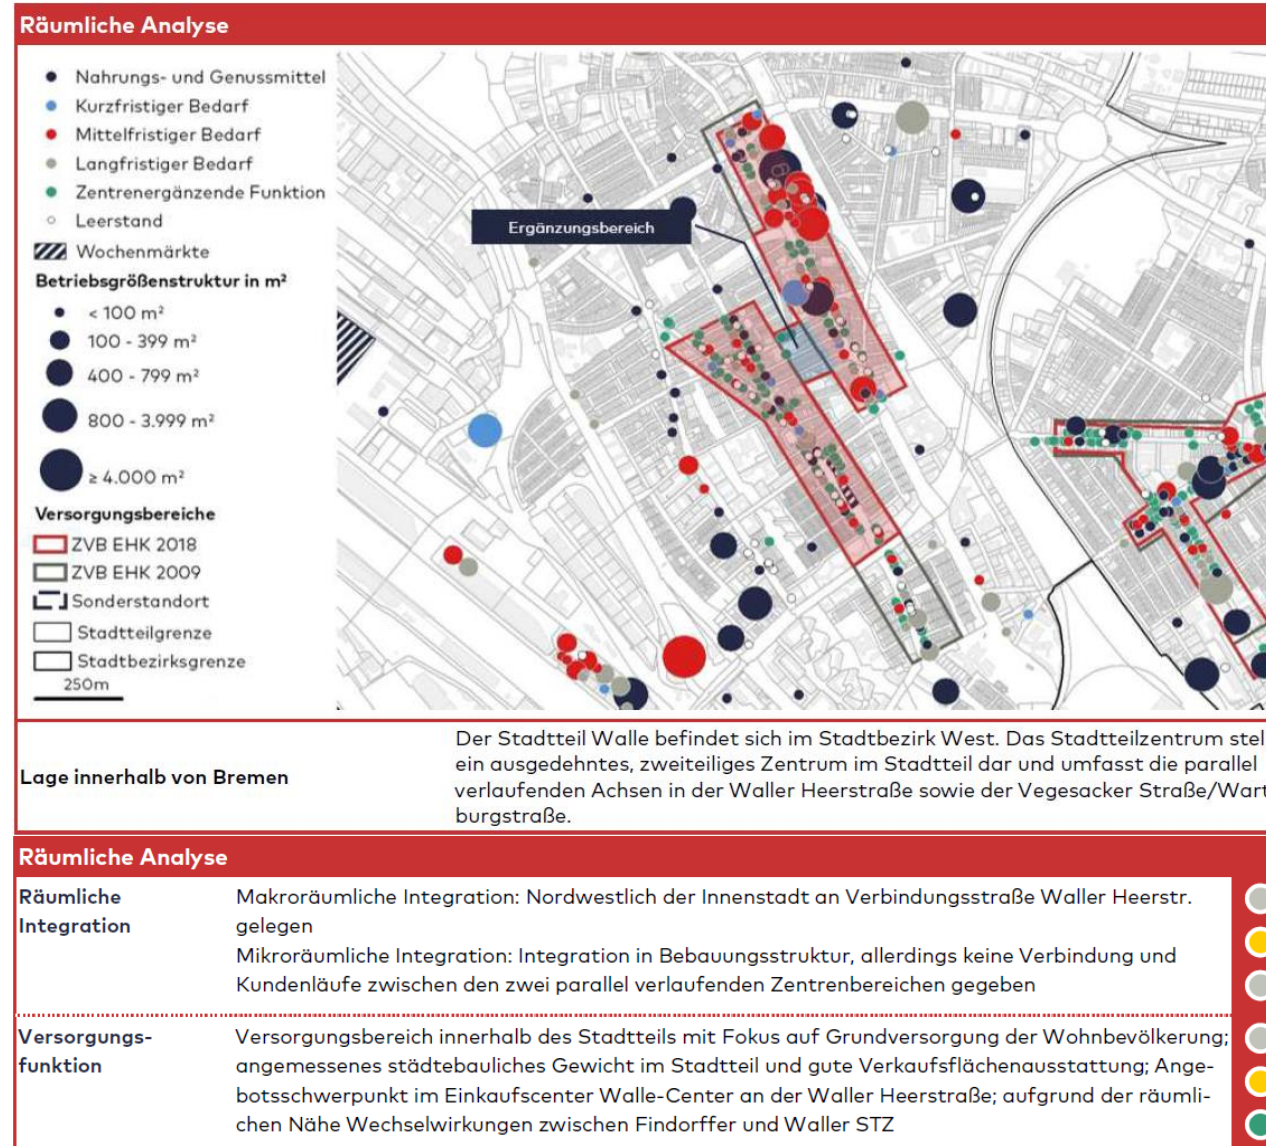 Räumliche Analyse
Nahrungs- und Genussmittel
Kurzfristiger Bedarf
Mittelfristiger Bedarf
Langfristiger Bedarf
Zentrenergänzende Funktion
Leerstand
Wochenmärkte
Betriebsgrößenstruktur in m²
< 100 m²
100 - 399 m²
400 - 799 m²
800 - 3.999 m²
≥ 4.000 m²
Versorgungsbereiche
ZVB EHK 2018
ZVB EHK 2009
Sonderstandort
Stadtteilgrenze
Stadtbezirksgrenze
250m
Ergänzungsbereich
Lage innerhalb von Bremen
Der Stadtteil Walle befindet sich im Stadtbezirk West. Das Stadtteilzentrum stel
ein ausgedehntes, zweiteiliges Zentrum im Stadtteil dar und umfasst die parallel
verlaufenden Achsen in der Waller Heerstraße sowie der Vegesacker Straße/Wart
burgstraße.
Räumliche Analyse
Räumliche
Integration
Makroräumliche Integration: Nordwestlich der Innenstadt an Verbindungsstraße Waller Heerstr.
gelegen
Mikroräumliche Integration: Integration in Bebauungsstruktur, allerdings keine Verbindung und
Kundenläufe zwischen den zwei parallel verlaufenden Zentrenbereichen gegeben
Versorgungs-
funktion
Versorgungsbereich innerhalb des Stadtteils mit Fokus auf Grundversorgung der Wohnbevölkerung;
angemessenes städtebauliches Gewicht im Stadtteil und gute Verkaufsflächenausstattung; Ange-
botsschwerpunkt im Einkaufscenter Walle-Center an der Waller Heerstraße; aufgrund der räumli-
chen Nähe Wechselwirkungen zwischen Findorffer und Waller STZ